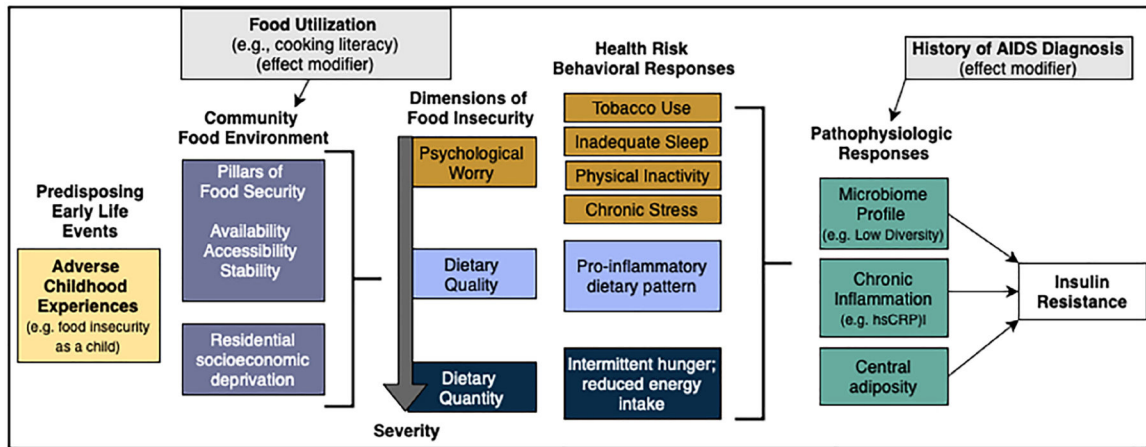 Food Utilization
(e.g., cooking literacy)
(effect modifier)
Health Risk
Behavioral Responses
History of AIDS Diagnosis
(effect modifier)
Predisposing
Early Life
Events
Adverse
Childhood
Experiences
(e.g. food insecurity
as a child)
Community
Food Environment
Pillars of
Food Security
Availability
Accessibility
Stability
Residential
socioeconomic
deprivation
Dimensions of
Food Insecurity
Psychological
Worry
Dietary
Quality
Dietary
Quantity
Severity
Tobacco Use
Inadequate Sleep
Physical Inactivity
Chronic Stress
Pro-inflammatory
dietary pattern
Intermittent hunger;
reduced energy
intake
Pathophysiologic
Responses
Microbiome
Profile
(e.g. Low Diversity)
Chronic
Inflammation
(e.g. hsCRP)l
Central
adiposity
Insulin
Resistance